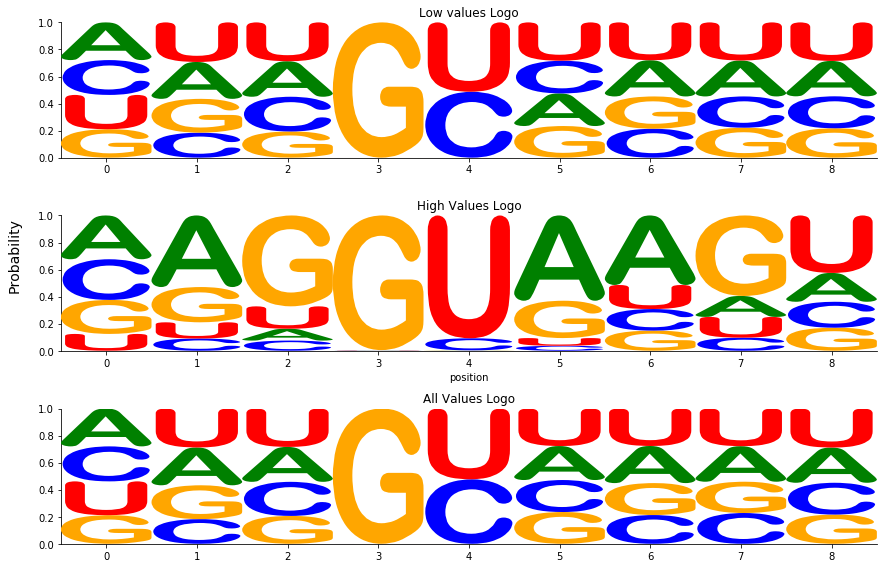 Low values Logo
1.0
A U U G U U U U U
0.8
C A A C C A A A
0.6
U G C A G C C
0.4
G C G G C G G
0.2
0.0
0 1 2 3 4 5 6 7 8
Probability
High Values Logo
1.0
A A G G U A A G U
0.8
C G U C G U A A
0.6
G U A U C U C
0.4
U C C C G C G
0.2
0.0
0 1 2 3 4 5 6 7 8
position
All Values Logo
1.0
A U U G U U U U U
0.8
C A A C A A A A
0.6
U G C C G G C
0.4
G C G G C C G
0.2
0.0
0 1 2 3 4 5 6 7 8